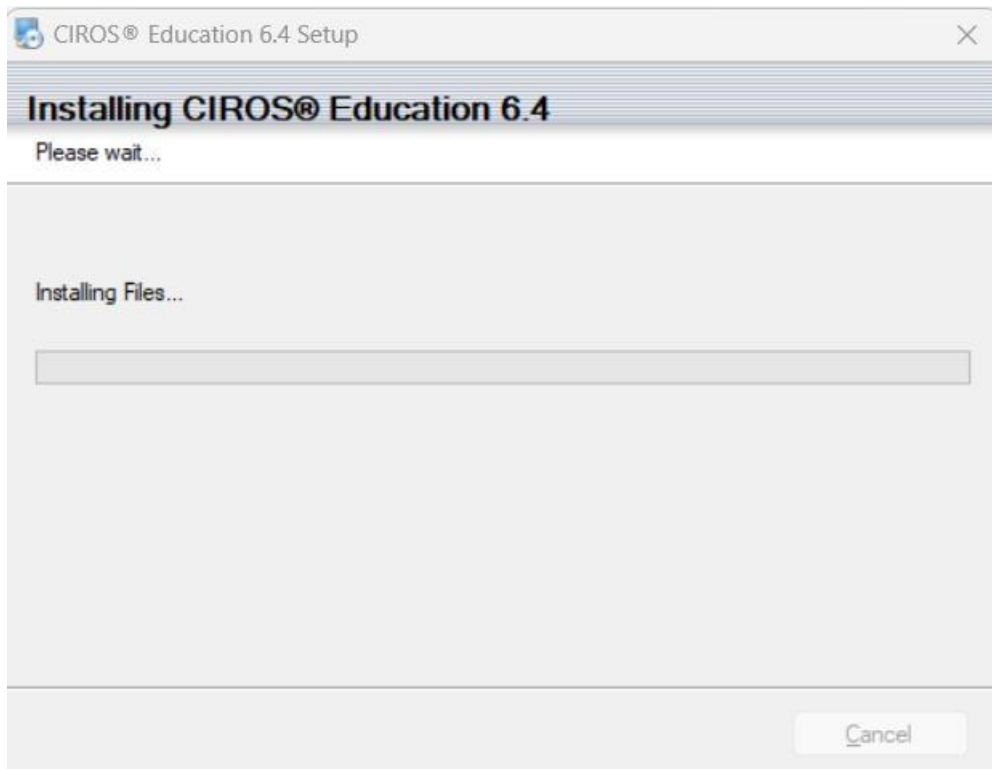 CIROS® Education 6.4 Setup
Installing CIROS® Education 6.4
Please wait...
Installing Files...
Cancel